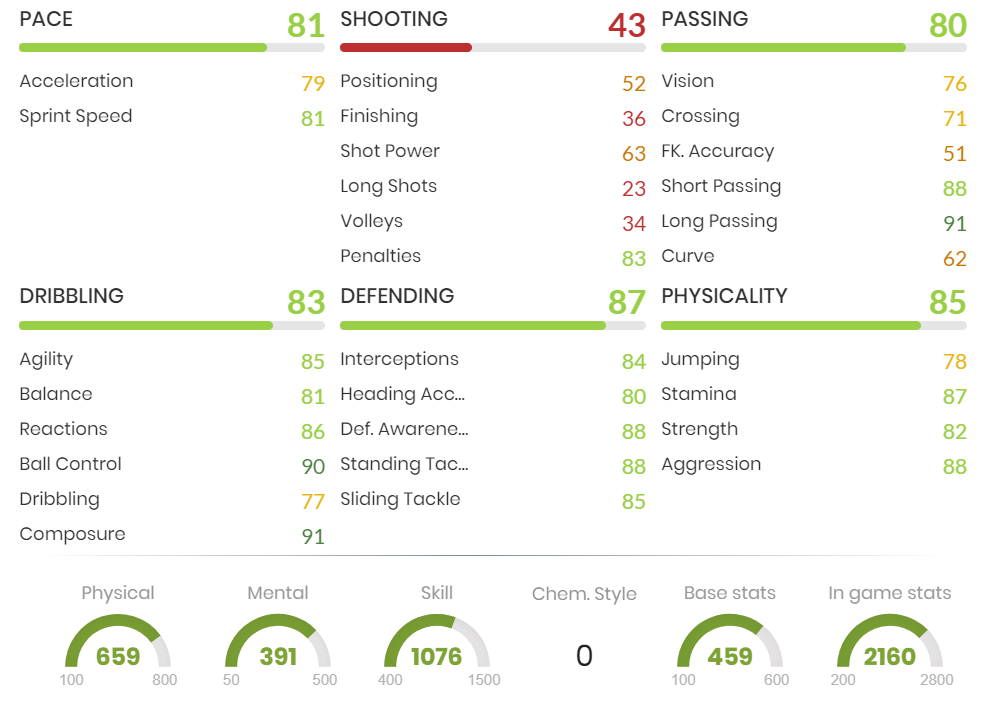 PACE 81 SHOOTING 43 PASSING 80
Acceleration 79 Positioning 52 Vision 76
Sprint Speed 81 Finishing 36 Crossing 71
Shot Power 63 FK. Accuracy 51
Long Shots 23 Short Passing 88
Volleys 34 Long Passing 91
Penalties 83 Curve 62
DRIBBLING 83 DEFENDING 87 PHYSICALITY 85
Agility 85 Interceptions 84 Jumping 78
Balance 81 Heading Acc... 80 Stamina 87
Reactions 86 Def. Awarene... 88 Strength 82
Ball Control 90 Standing Tac... 88 Aggression 88
Dribbling 77 Sliding Tackle 85
Composure 91
Physical Mental Skill Chem. Style Base stats In game stats
659 391 1076 0 459 2160
100 800 50 500 400 1500 100 600 200 2800